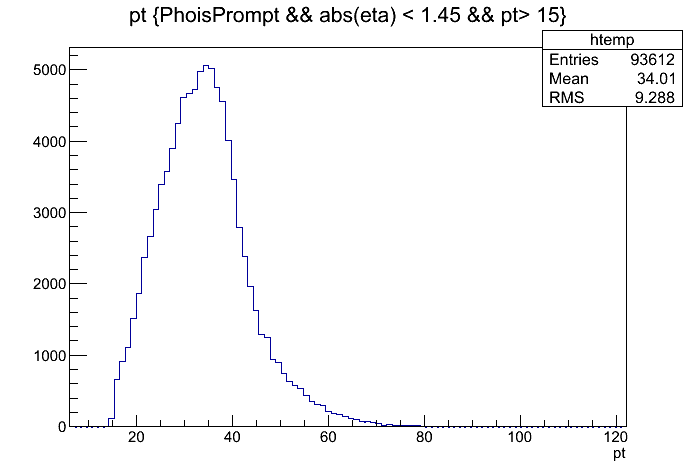 pt {PhoisPrompt && abs(eta) < 1.45 && pt> 15}
htemp
Entries 93612
Mean 34.01
RMS 9.288
5000
4000
3000
2000
1000
0
20 40 60 80 100 120
pt